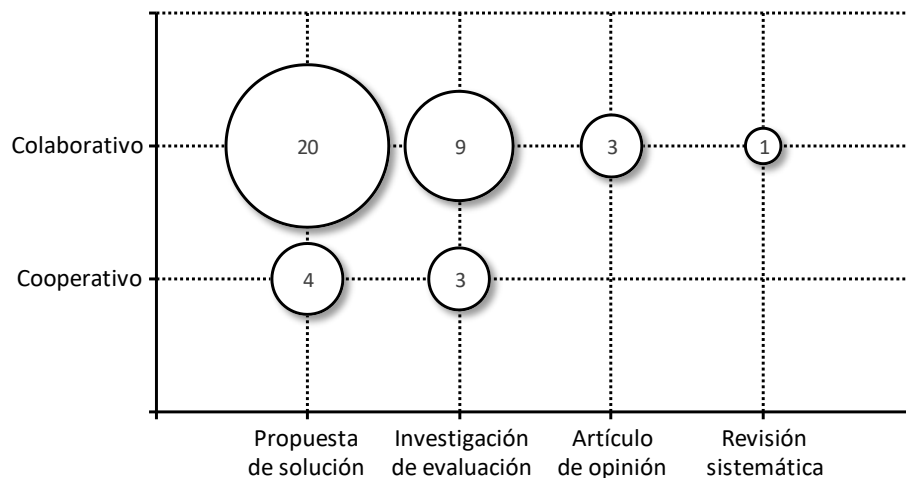 Colaborativo
20
9
3
1
Cooperativo
4
3
Propuesta
de solución
Investigación
de evaluación
Artículo
de opinión
Revisión
sistemática